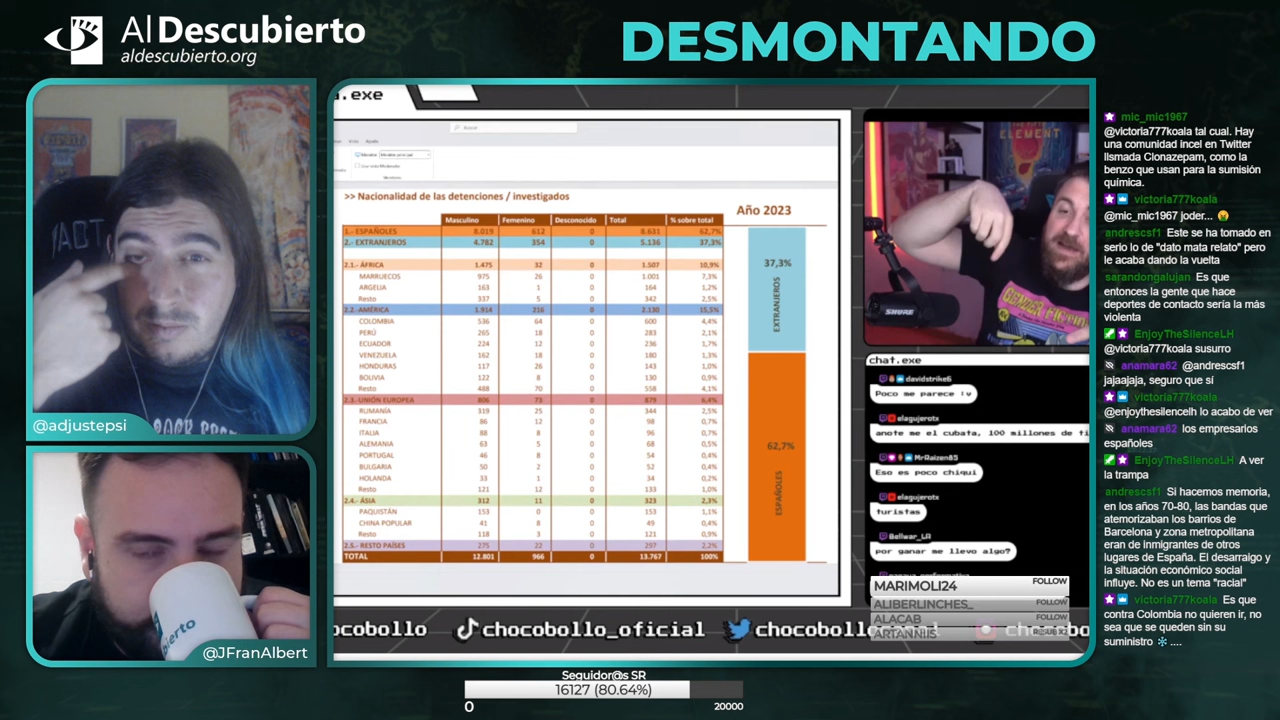 Al Descubierto
aldescubierto.org
DESMONTANDO
@adjustepsi
@JFranAlbert
a.exe
Buscar
>> Nacionalidad de las detenciones / investigados
Año 2023
Masculino Femenino Desconocido Total % sobre total
1.- ESPAÑOLES 8.019 612 0 8.631 62,7%
2.- EXTRANJEROS 4.782 354 0 5.136 37,3%
2.1.- ÁFRICA 1.475 32 0 1.507 10,9%
MARRUECOS 975 26 0 1.001 7,3%
ARGELIA 163 1 0 164 1,2%
Resto 337 5 0 342 2,5%
2.2.-AMÉRICA 1.914 216 0 2.130 15,5%
COLOMBIA 536 64 0 600 4,4%
PERÚ 265 18 0 283 2,1%
ECUADOR 224 12 0 236 1,7%
VENEZUELA 162 18 0 180 1,3%
HONDURAS 117 26 0 143 1,0%
BOLIVIA 122 8 0 130 0,9%
Resto 488 70 0 558 4,1%
2.3.-UNIÓN EUROPEA 806 73 0 879 6,4%
RUMANÍA 319 25 0 344 2,5%
FRANCIA 86 12 0 98 0,7%
ITALIA 88 8 0 96 0,7%
ALEMANIA 63 5 0 68 0,5%
PORTUGAL 46 8 0 54 0,4%
BULGARIA 50 2 0 52 0,4%
HOLANDA 33 1 0 34 0,2%
Resto 121 12 0 133 1,0%
2.4.-ÁSIA 312 11 0 323 2,3%
PAQUISTÁN 153 0 0 153 1,1%
CHINA POPULAR 41 8 0 49 0,4%
Resto 118 3 0 121 0,9%
2.5.- RESTO PAÍSES 275 22 0 297 2,2%
TOTAL 12.801 966 0 13.767 100%
37,3%
EXTRANJEROS
62,7%
ESPAÑOLES
ELEMENT
SHURE
chat.exe
davidstrike6
Poco me parece !v
elagujerotx
anote me el cubata, 100 millones de ti
MrRaizen85
Eso es poco chiqui
elagujerotx
turistas
Bellwar_LA
por ganar me llevo algo?
MARIMOLI24 FOLLOW
ALIBERLINCHES_ FOLLOW
ALACAB FOLLOW
ARTANNIIS
ocobollo
chocobollo_oficial
chocobollo
Seguidor@s SR
16127 (80.64%)
0 20000
mic_mic1967
@victoria777koala tal cual. Hay
una comunidad incel en Twitter
llamada Clonazepam, como la
benzo que usan para la sumisión
química.
victoria777koala
@mic_mic1967 joder...
andrescsf1 Este se ha tomado en
serio lo de "dato mata relato" pero
le acaba dando la vuelta
sarandongalujan Es que
entonces la gente que hace
deportes de contacto sería la más
violenta
EnjoyTheSilenceLH
@victoria777koala susurro
anamara62 @andrescsf1
jajaajaja, seguro que sí
victoria777koala
@enjoythesilencelh lo acabo de ver
anamara62 los empresarios
españoles
EnjoyTheSilenceLH A ver
la trampa
andrescsf1 Si hacemos memoria,
en los años 70-80, las bandas que
atemorizaban los barrios de
Barcelona y zona metropolitana
eran de inmigrantes de otros
lugares de España. El desarraigo y
la situación económico social
influye. No es un tema "racial"
victoria777koala Es que
contra Colombia no quieren ir, no
sea que se queden sin su
suministro ....